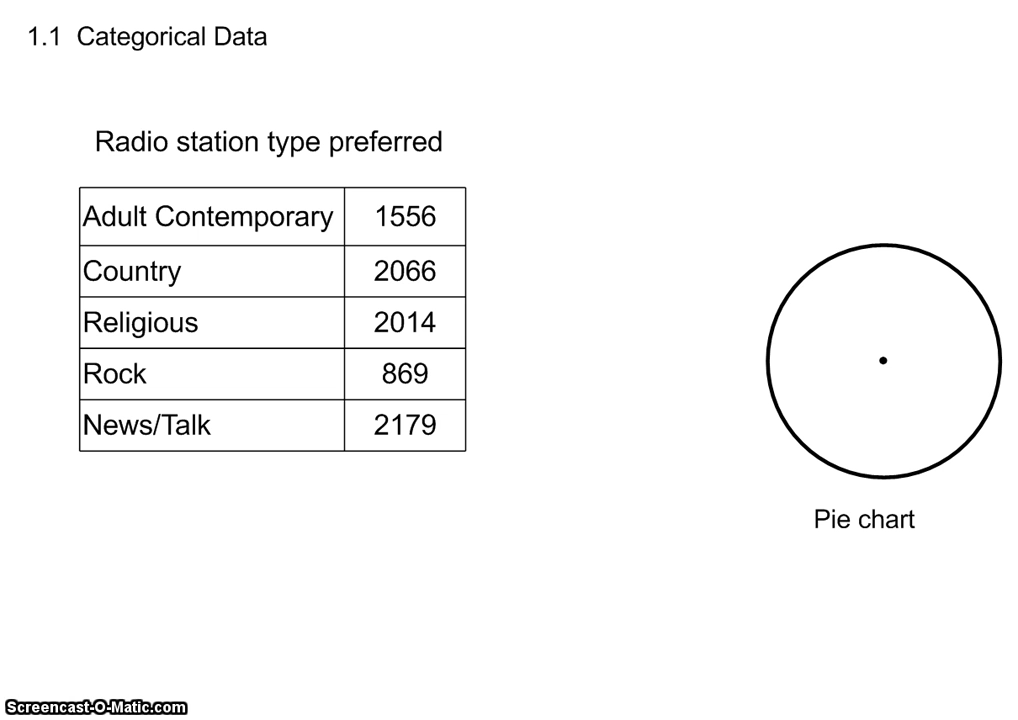 1.1 Categorical Data
Radio station type preferred
Adult Contemporary 1556
Country 2066
Religious 2014
Rock 869
News/Talk 2179
Pie chart
Screencast-O-Matic.com